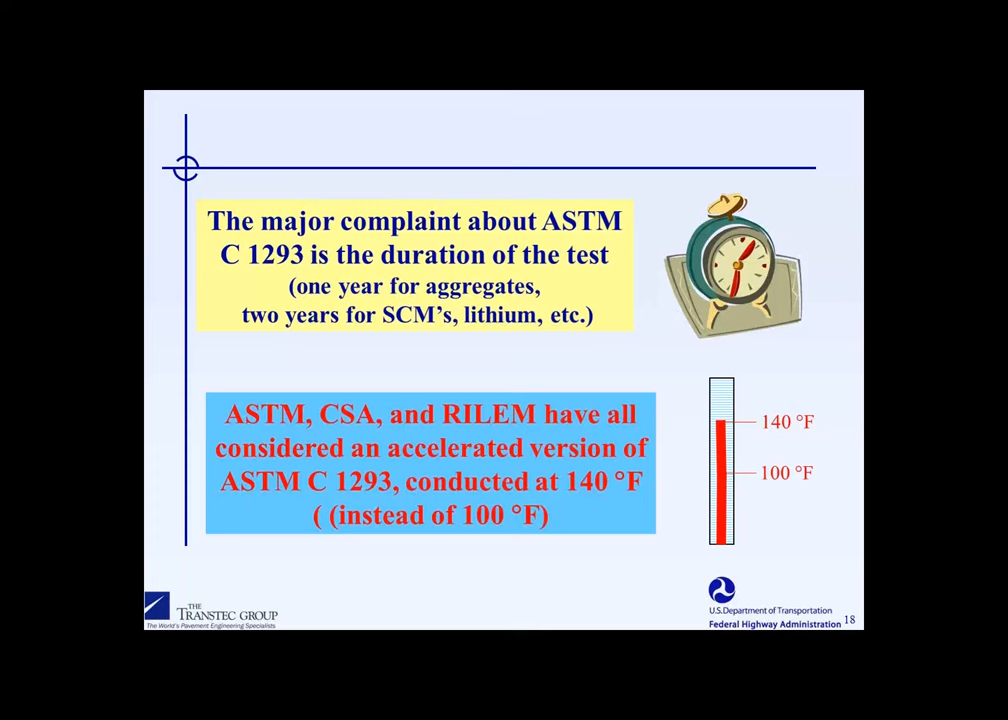 The major complaint about ASTM
C 1293 is the duration of the test
(one year for aggregates,
two years for SCM's, lithium, etc.)
ASTM, CSA, and RILEM have all
considered an accelerated version of
ASTM C 1293, conducted at 140 °F
( (instead of 100 °F)
140 °F
100 °F
THE
TRANSTEC GROUP
The World's Pavement Engineering Specialists
U.S.Department of Transportation
Federal Highway Administration
18